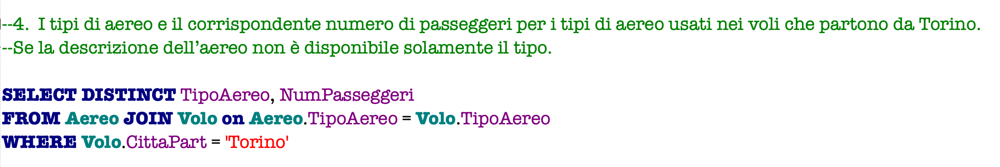 --4.  I tipi di aereo e il corrispondente numero di passeggeri per i tipi di aereo usati nei voli che partono da Torino.
--Se la descrizione dell’aereo non è disponibile solamente il tipo.
SELECT DISTINCT TipoAereo, NumPasseggeri
FROM Aereo JOIN Volo on Aereo.TipoAereo = Volo.TipoAereo
WHERE Volo.CittaPart = 'Torino'